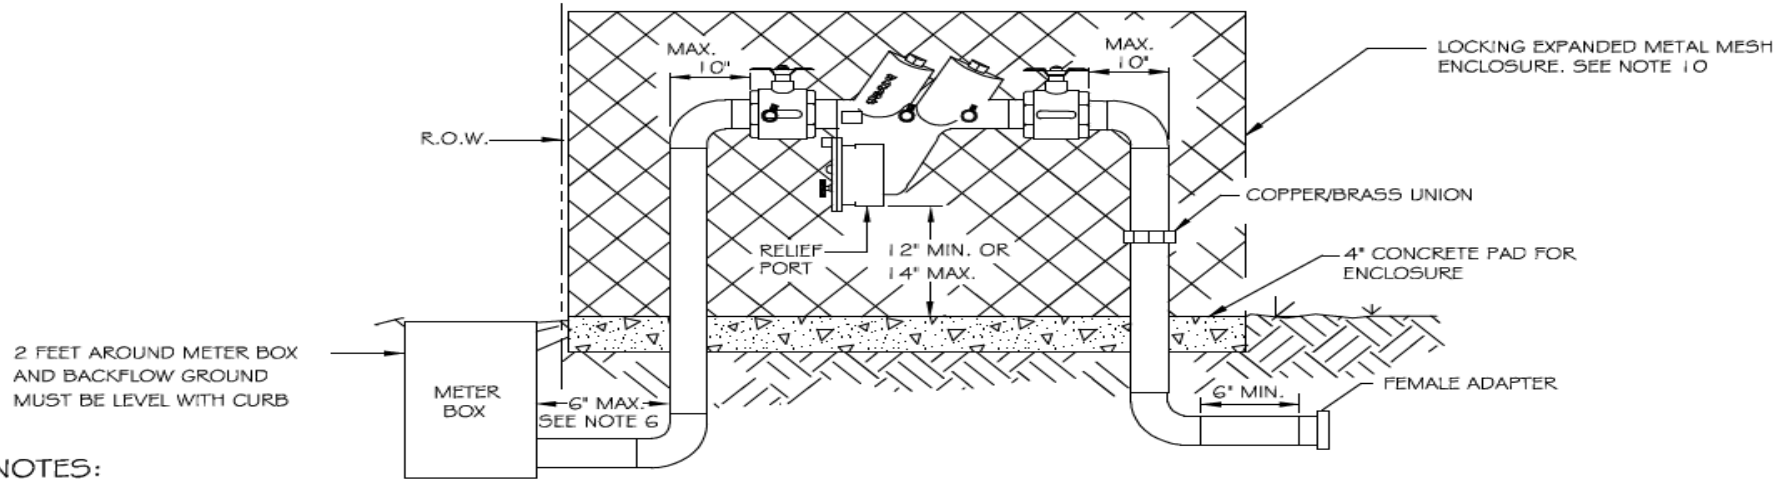 MAX.
10"
MAX.
10"
LOCKING EXPANDED METAL MESH
ENCLOSURE. SEE NOTE 10
R.O.W.
COPPER/BRASS UNION
RELIEF
PORT
12" MIN. OR
14" MAX.
4" CONCRETE PAD FOR
ENCLOSURE
2 FEET AROUND METER BOX
AND BACKFLOW GROUND
MUST BE LEVEL WITH CURB
METER
BOX
6" MAX.
SEE NOTE 6
6" MIN.
FEMALE ADAPTER
NOTES: